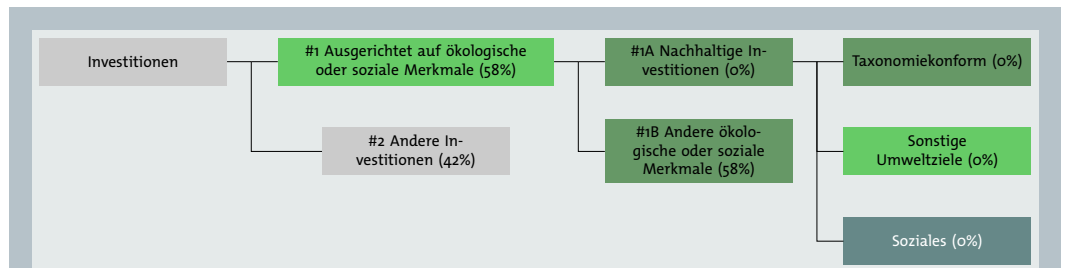 Investitionen
#1 Ausgerichtet auf ökologische
oder soziale Merkmale (58%)
#2 Andere In-
vestitionen (42%)
#1A Nachhaltige In-
vestitionen (0%)
#1B Andere ökolo-
gische oder soziale
Merkmale (58%)
Taxonomiekonform (0%)
Sonstige
Umweltziele (0%)
Soziales (0%)